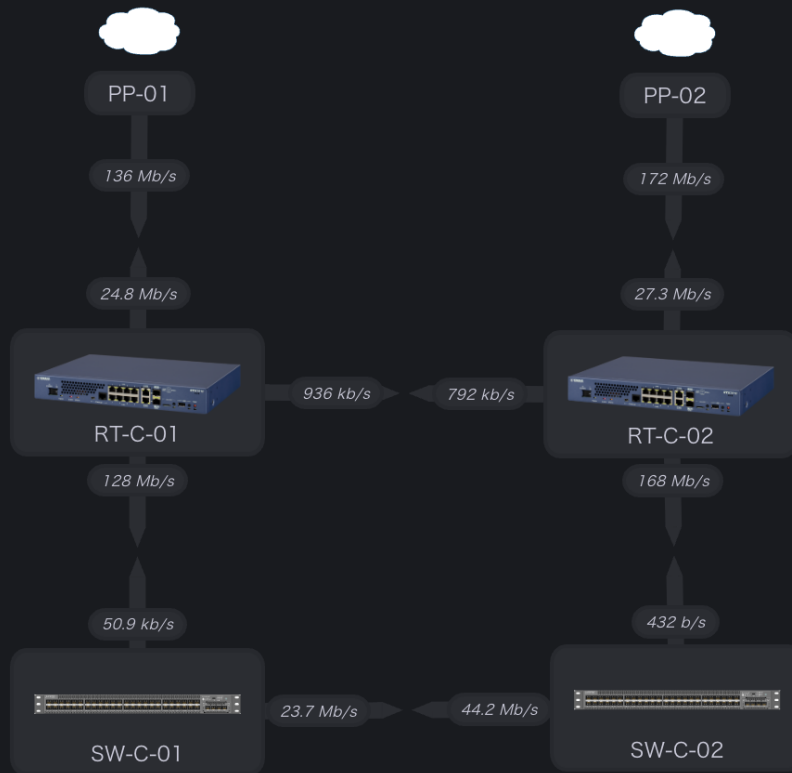 PP-01
PP-02
136 Mb/s
172 Mb/s
24.8 Mb/s
27.3 Mb/s
RT-C-01
936 kb/s
792 kb/s
RT-C-02
128 Mb/s
168 Mb/s
50.9 kb/s
432 b/s
SW-C-01
23.7 Mb/s
44.2 Mb/s
SW-C-02